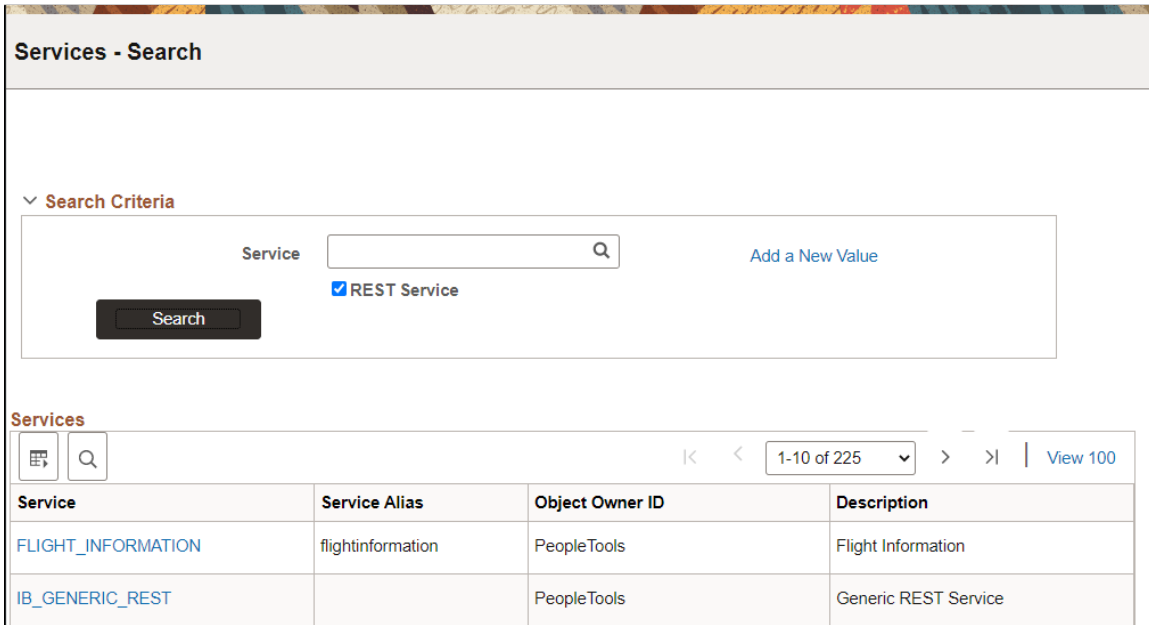 Services - Search
Search Criteria
Service Add a New Value
REST Service
Search
Services
1-10 of 225 View 100
Service Service Alias Object Owner ID Description
FLIGHT_INFORMATION flightinformation PeopleTools Flight Information
IB_GENERIC_REST PeopleTools Generic REST Service